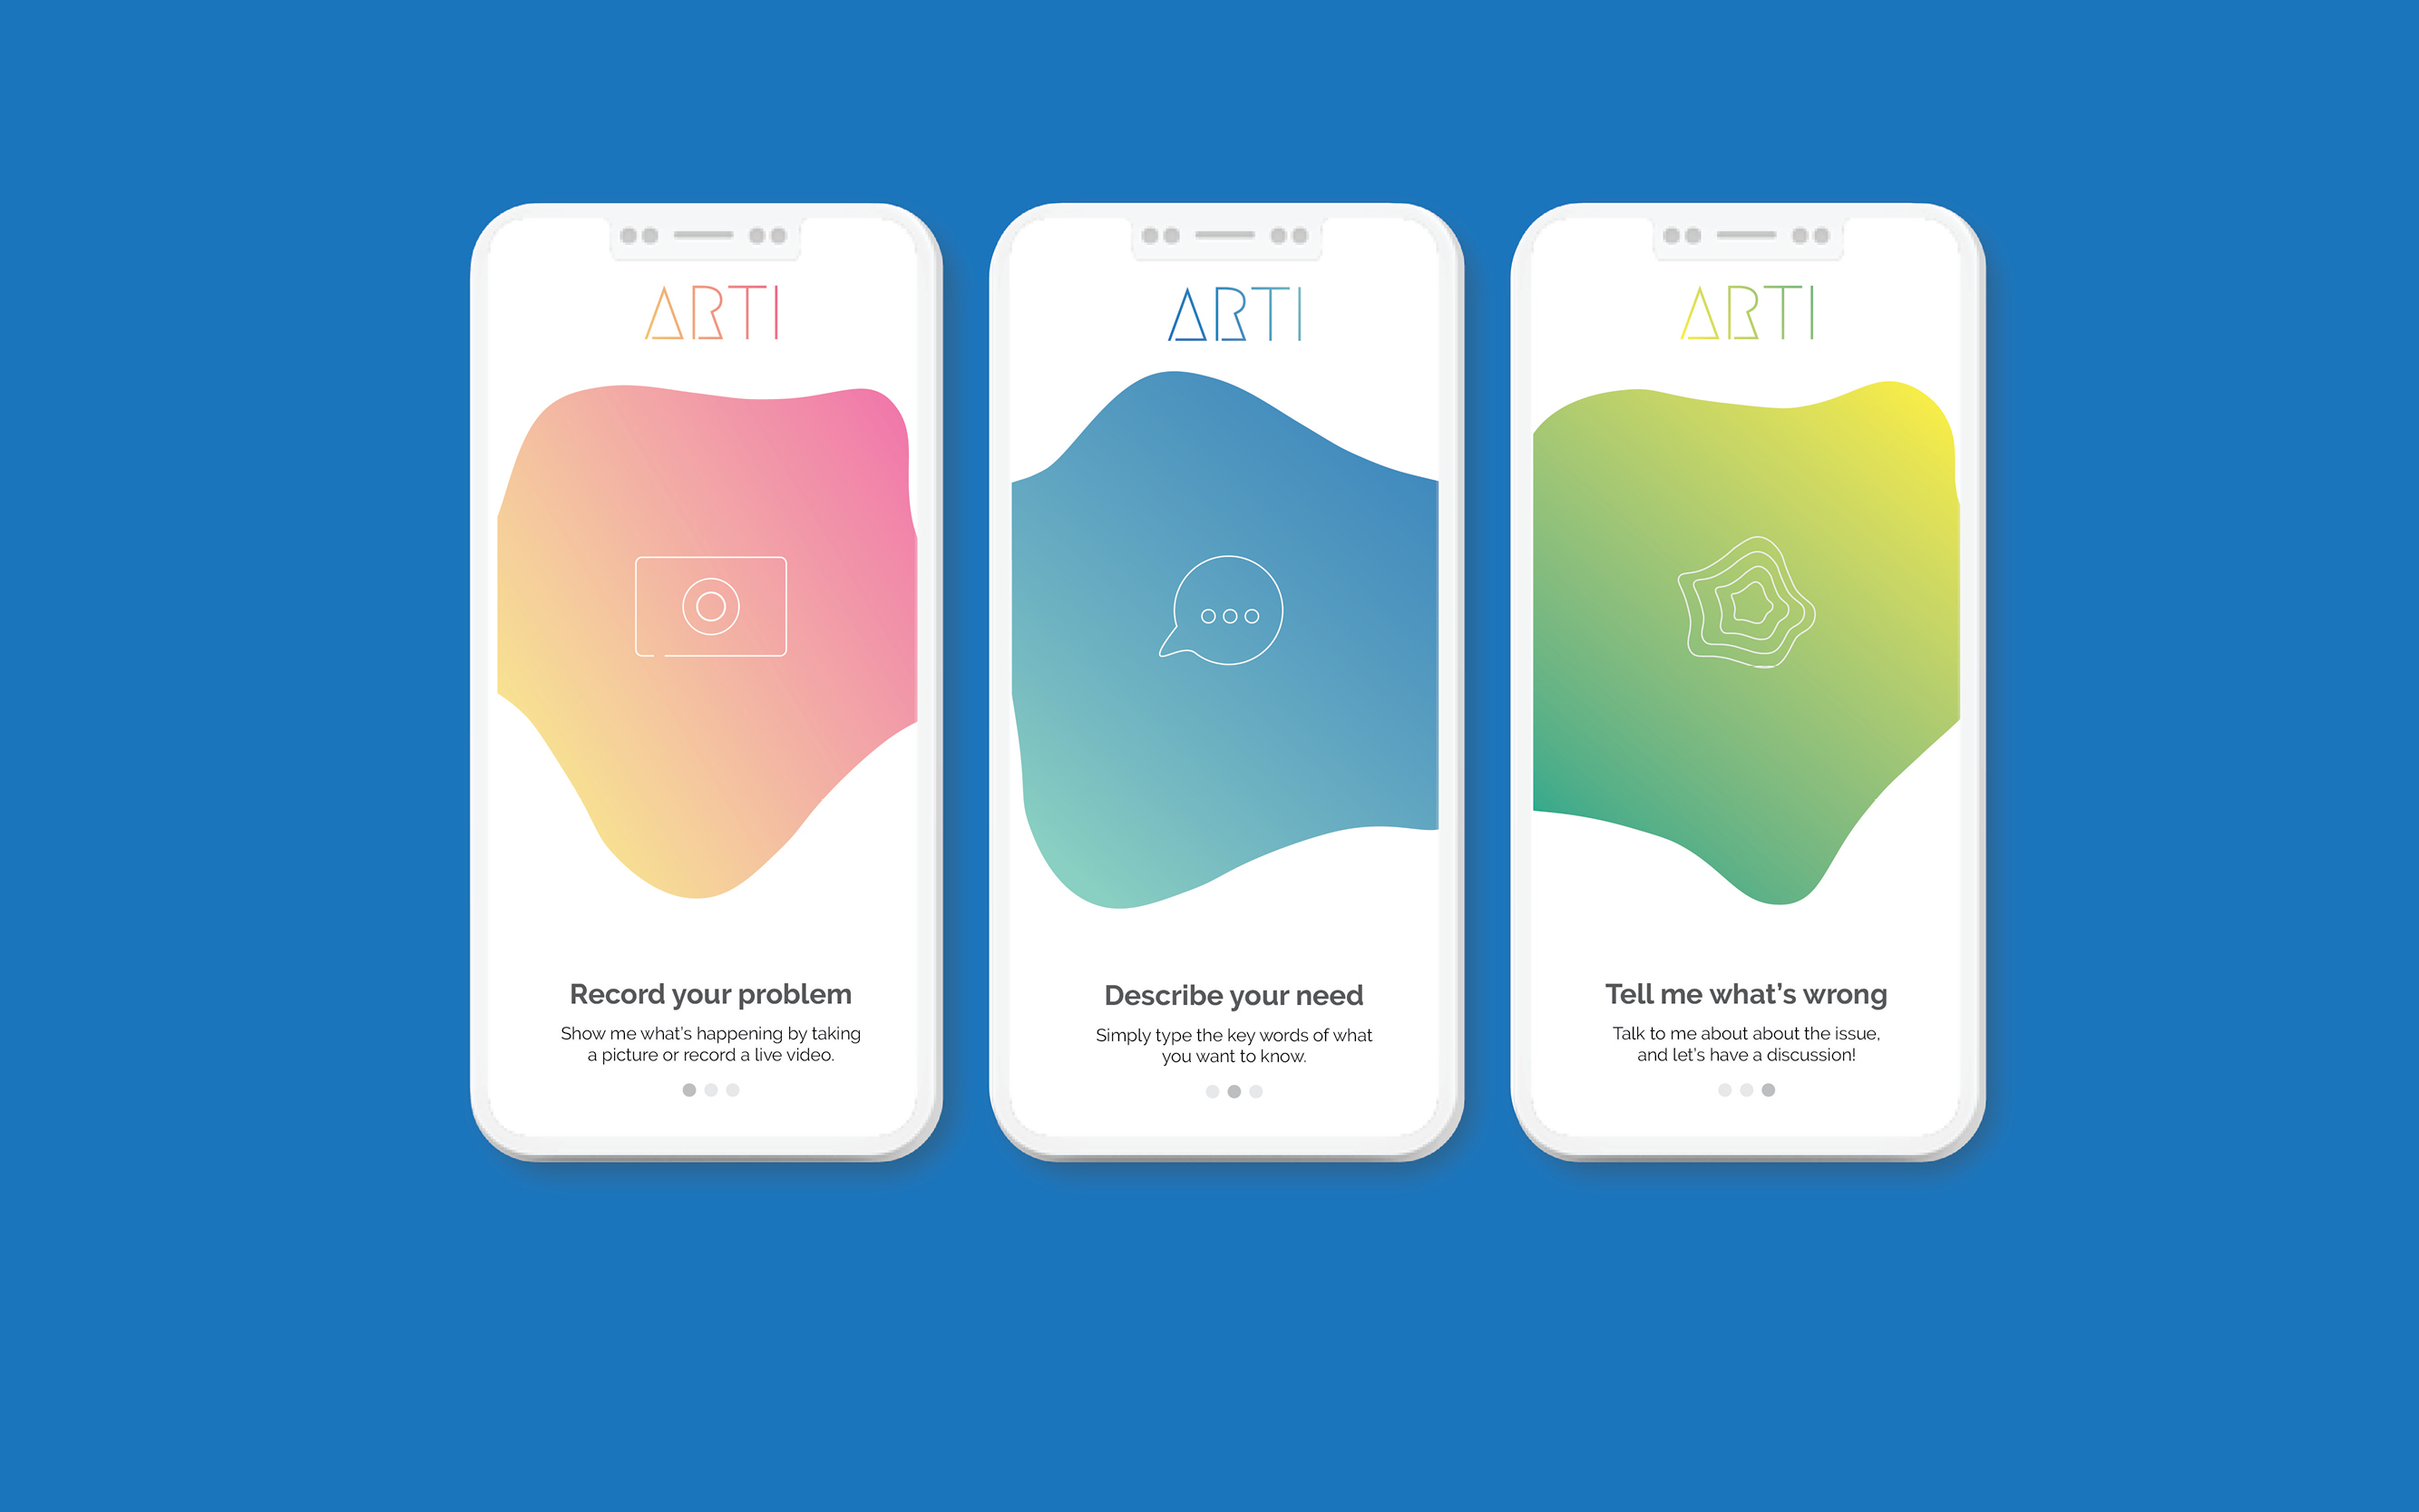 ARTI
Record your problem
Show me what's happening by taking
a picture or record a live video.
ARTI
Describe your need
Simply type the key words of what
you want to know.
ARTI
Tell me what's wrong
Talk to me about about the issue,
and let's have a discussion!